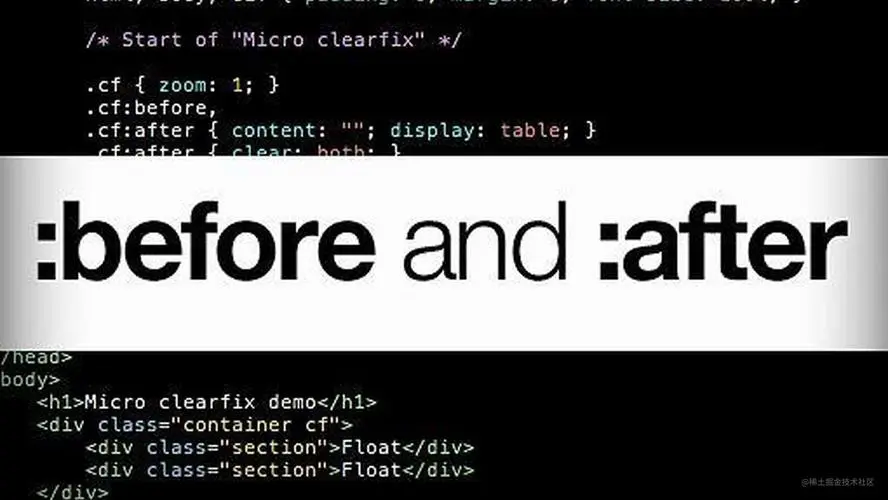 /* Start of "Micro clearfix" */
.cf { zoom: 1; }
.cf:before,
.cf:after { content: ""; display: table; }
.cf:after { clear: both; }
:before and :after
/head>
body>
<h1>Micro clearfix demo</h1>
<div class="container cf">
<div class="section">Float</div>
<div class="section">Float</div>
</div>
@稀土掘金技术社区